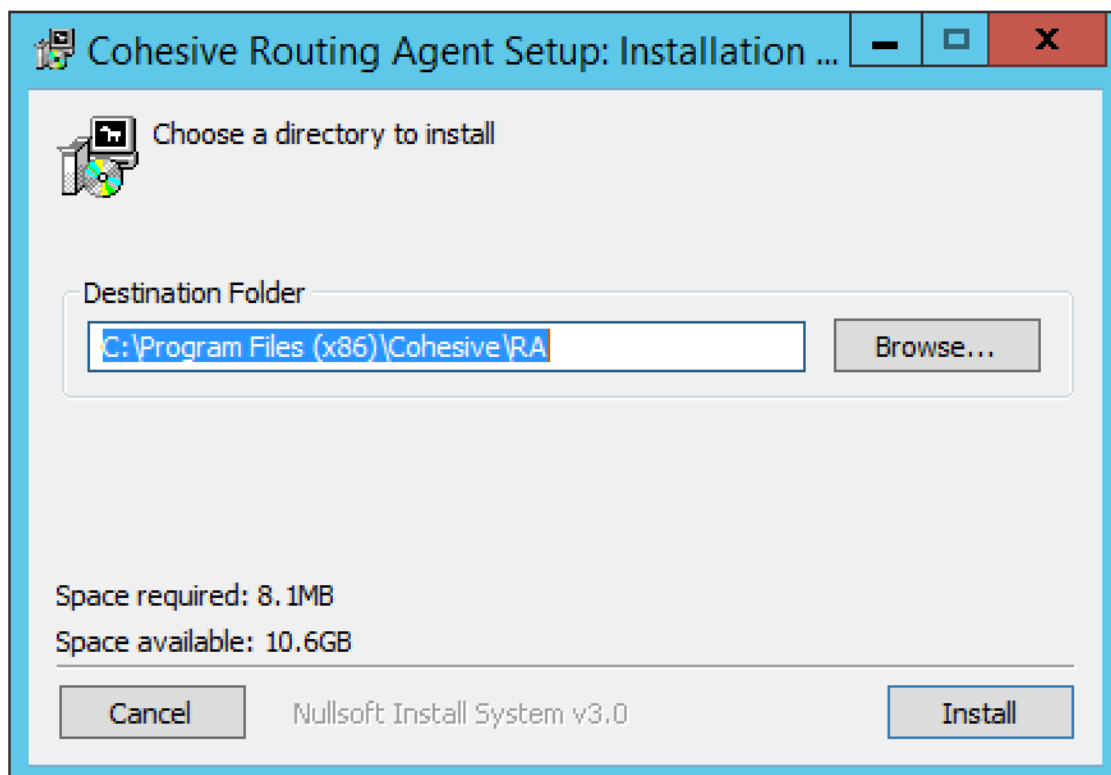 Cohesive Routing Agent Setup: Installation ...
Choose a directory to install
Destination Folder
C:\Program Files (x86)\Cohesive\RA
Browse...
Space required: 8.1MB
Space available: 10.6GB
Cancel
Nullsoft Install System v3.0
Install